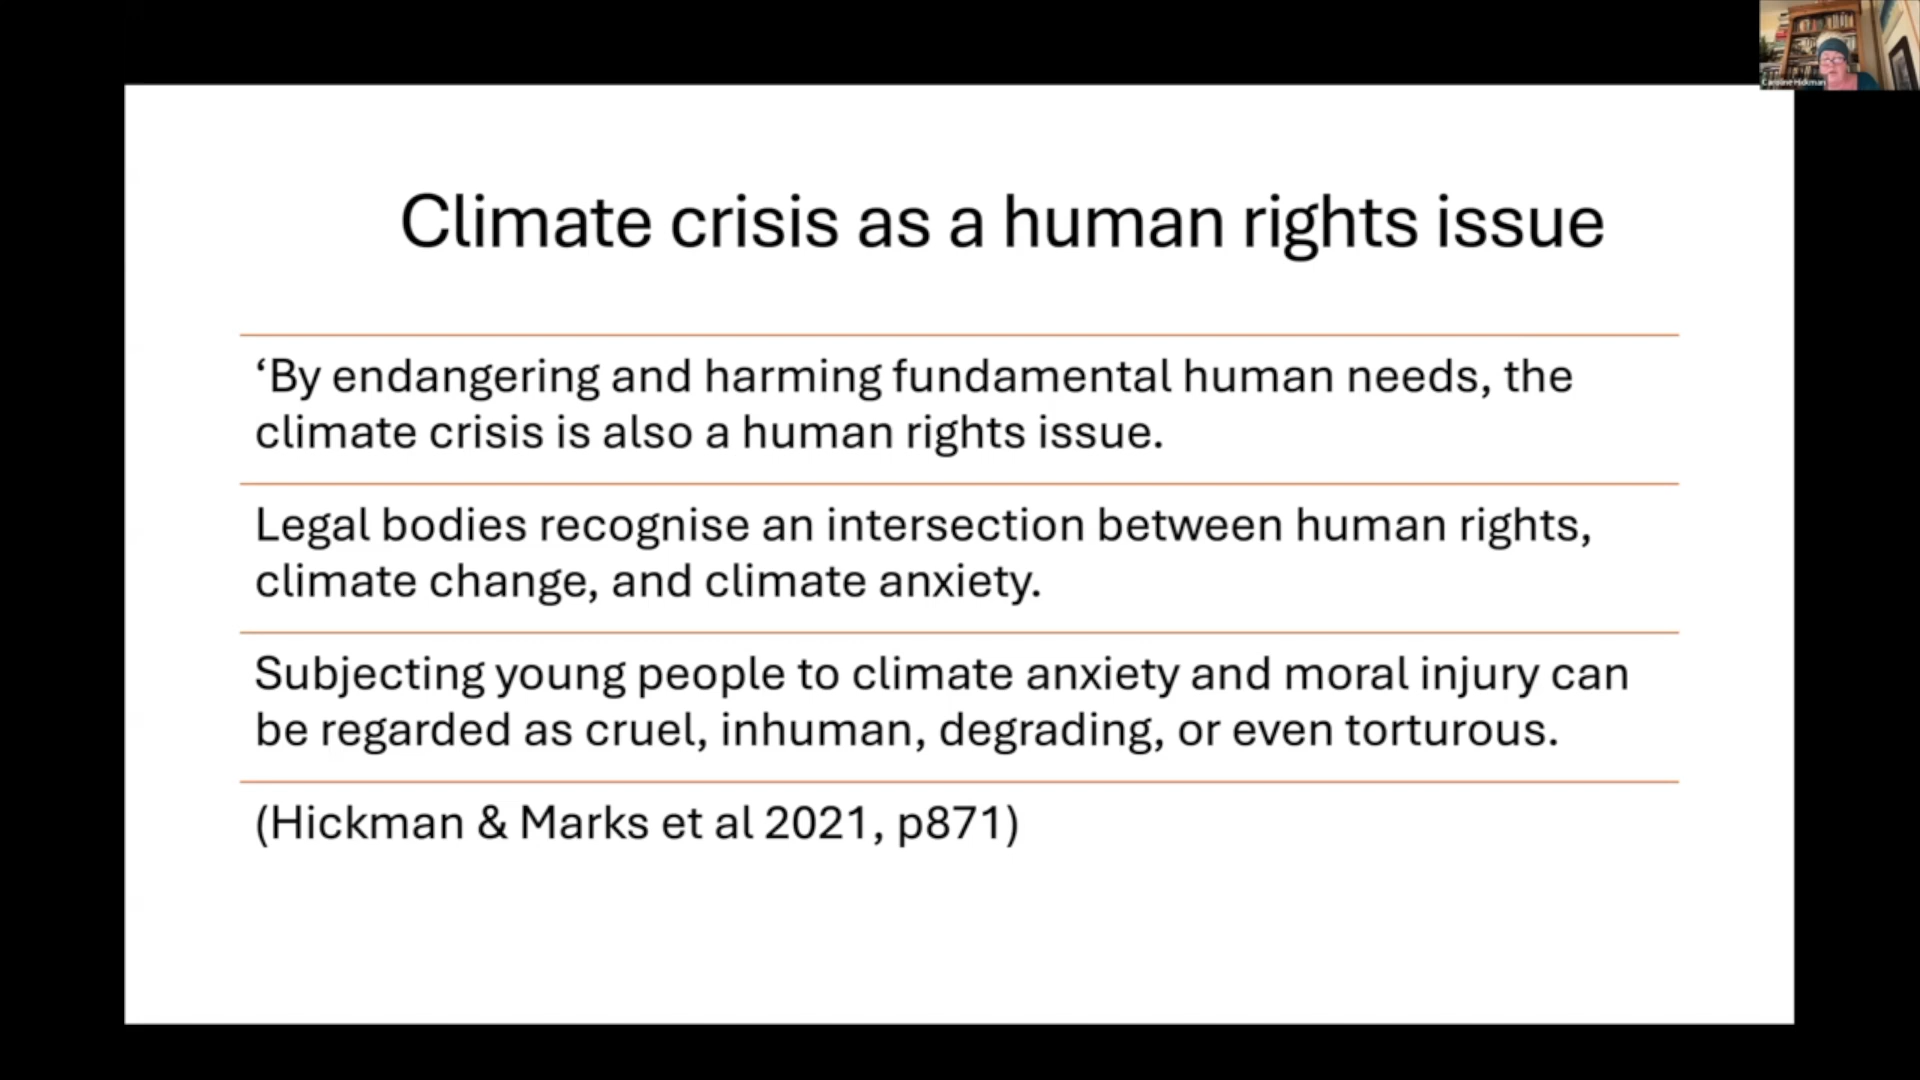 Caroline Hickman
Climate crisis as a human rights issue
‘By endangering and harming fundamental human needs, the
climate crisis is also a human rights issue.
Legal bodies recognise an intersection between human rights,
climate change, and climate anxiety.
Subjecting young people to climate anxiety and moral injury can
be regarded as cruel, inhuman, degrading, or even torturous.
(Hickman & Marks et al 2021, p871)